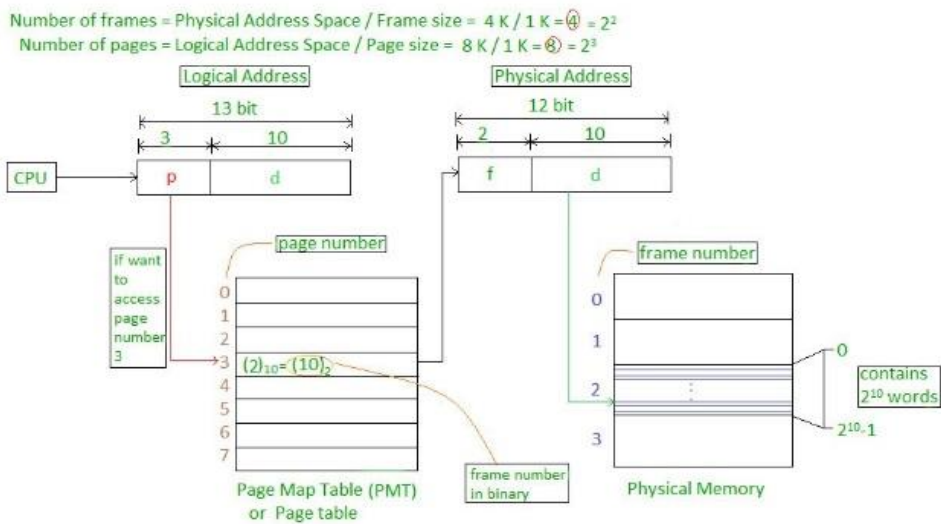 Number of frames = Physical Address Space / Frame size = 4 K / 1 K = 4 = 2²
Number of pages = Logical Address Space / Page size = 8 K / 1 K = 8 = 2³
Logical Address
Physical Address
13 bit
12 bit
3
10
2
10
CPU
p
d
f
d
if want
to
access
page
number
3
page number
0
1
2
3
4
5
6
7
(2)₁₀= (10)₂
frame number
in binary
Page Map Table (PMT)
or Page table
frame number
0
1
2
3
0
contains
2¹⁰ words
2¹⁰-1
Physical Memory